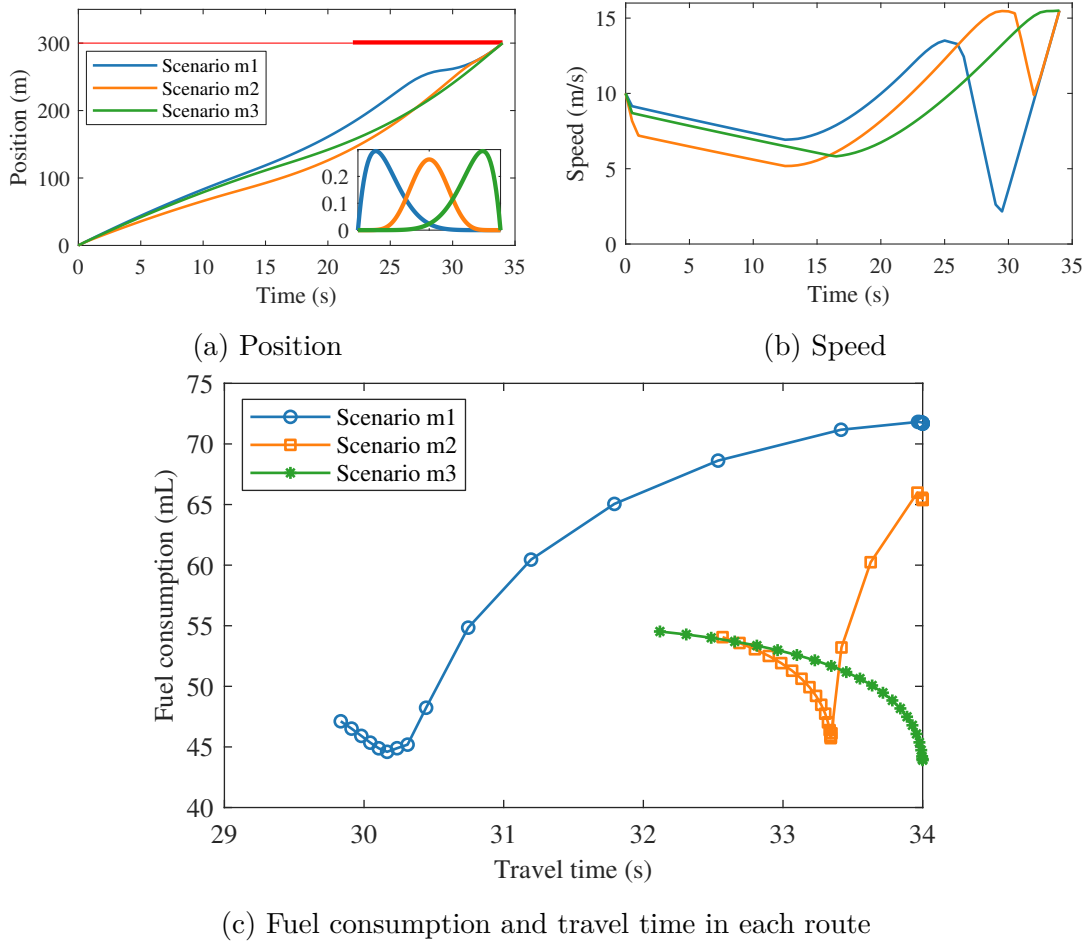 300
200
100
0
Position (m)
Scenario m1
Scenario m2
Scenario m3
0.2
0.1
0
0 5 10 15 20 25 30 35
Time (s)
(a) Position
15
10
5
0
Speed (m/s)
0 5 10 15 20 25 30 35
Time (s)
(b) Speed
75
70
65
60
55
50
45
40
Fuel consumption (mL)
Scenario m1
Scenario m2
Scenario m3
29 30 31 32 33 34
Travel time (s)
(c) Fuel consumption and travel time in each route